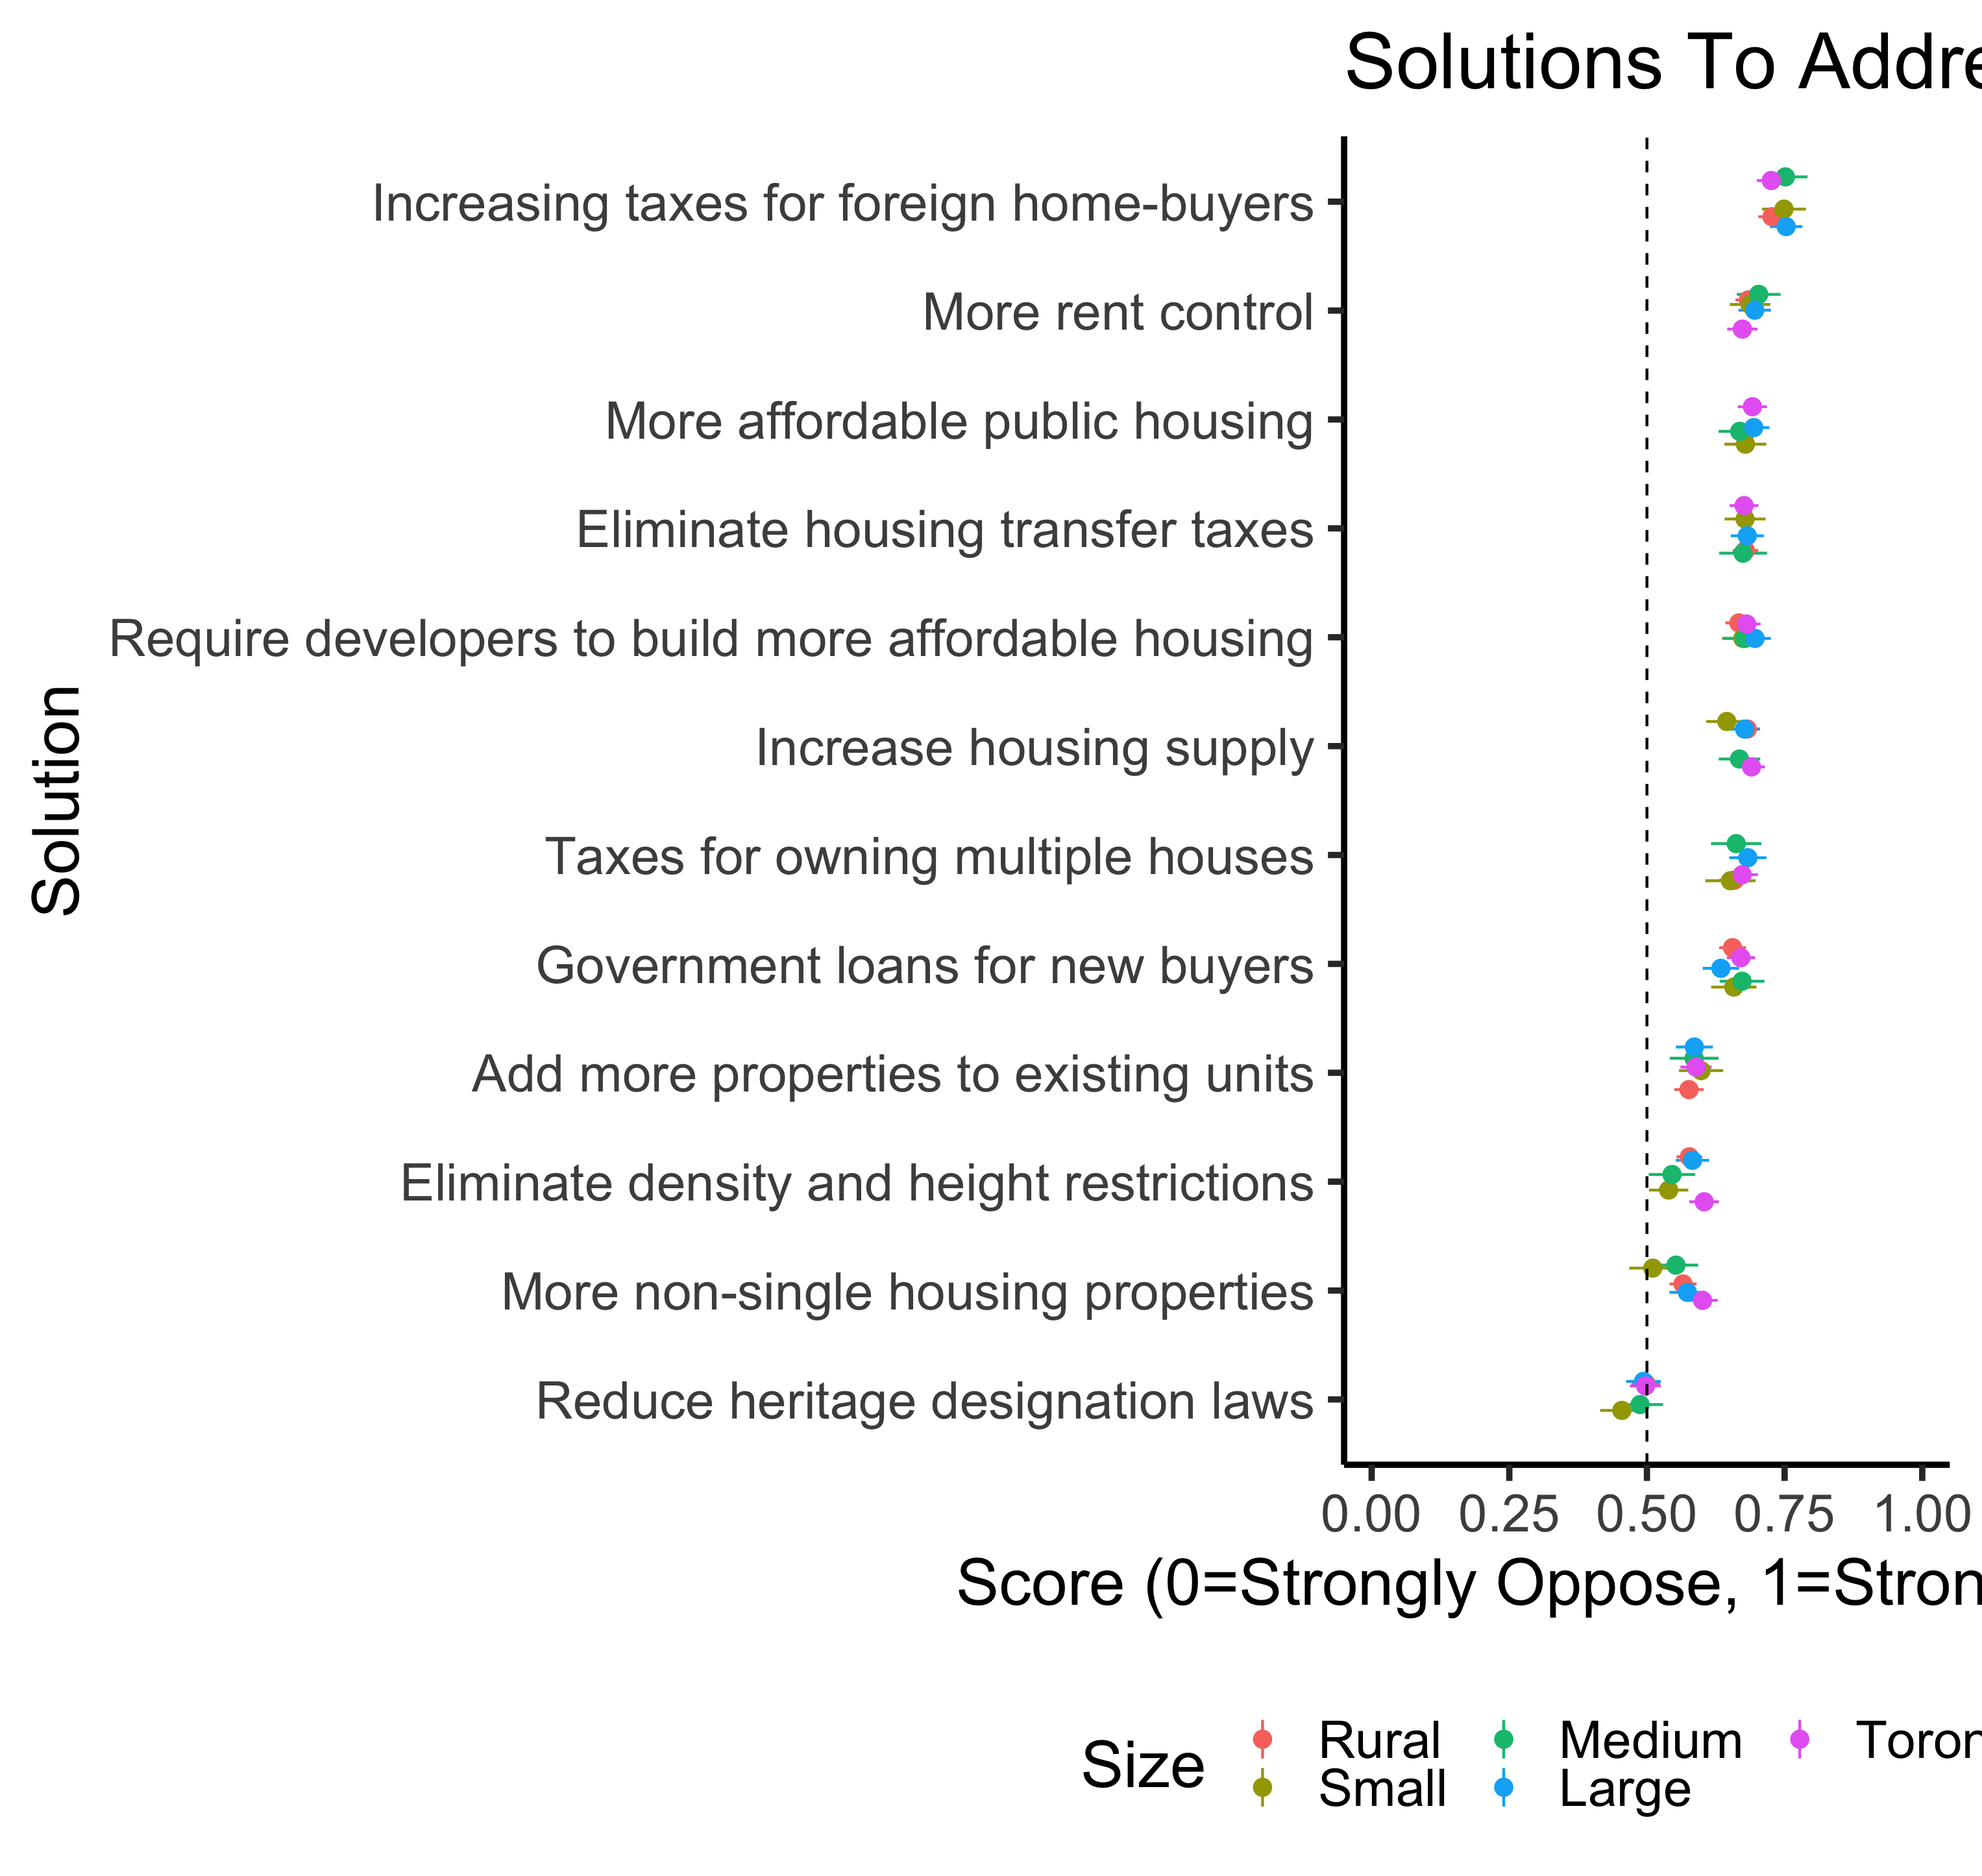 Solutions To Addre
Increasing taxes for foreign home-buyers
More rent control
More affordable public housing
Eliminate housing transfer taxes
Require developers to build more affordable housing
Increase housing supply
Taxes for owning multiple houses
Government loans for new buyers
Add more properties to existing units
Eliminate density and height restrictions
More non-single housing properties
Reduce heritage designation laws
Solution
0.00 0.25 0.50 0.75 1.00
Score (0=Strongly Oppose, 1=Stron
Size
Rural Medium Toron
Small Large